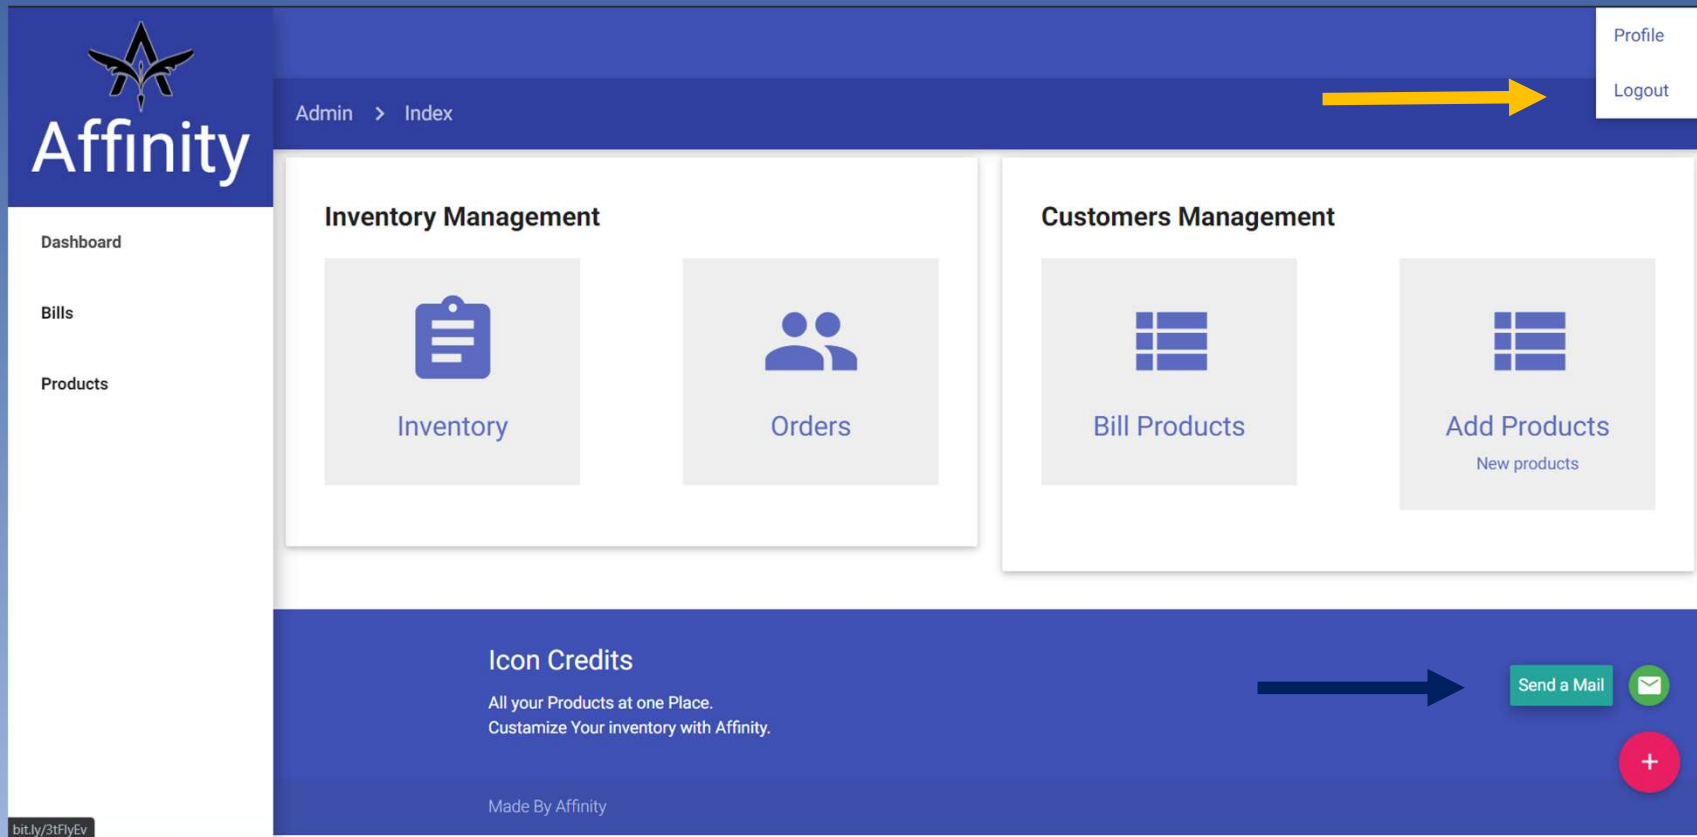 Profile
Logout
Affinity
Admin > Index
Dashboard
Bills
Products
Inventory Management
Inventory
Orders
Customers Management
Bill Products
Add Products
New products
Icon Credits
All your Products at one Place.
Custamize Your inventory with Affinity.
Send a Mail
+
Made By Affinity
bit.ly/3tFlyEv